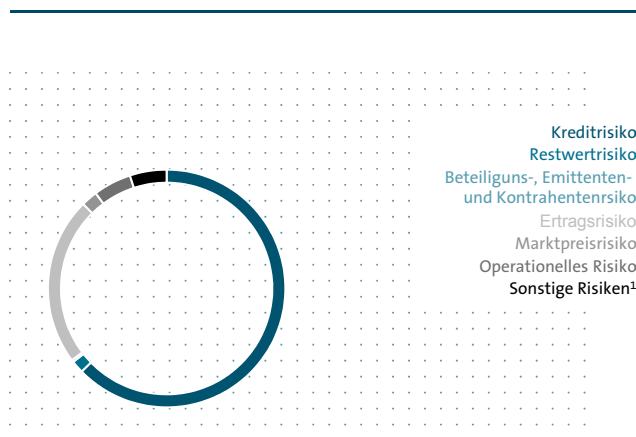 Kreditrisiko
Restwertrisiko
Beteiliguns-, Emittenten-
und Kontrahentenrsiko
Ertragsrisiko
Marktpreisrisiko
Operationelles Risiko
Sonstige Risiken¹